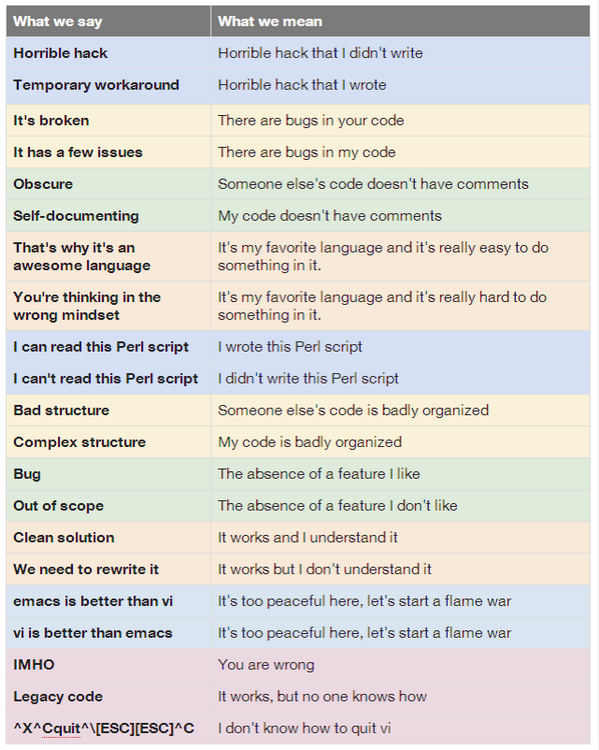 What we say What we mean
Horrible hack Horrible hack that I didn't write
Temporary workaround Horrible hack that I wrote
It's broken There are bugs in your code
It has a few issues There are bugs in my code
Obscure Someone else's code doesn't have comments
Self-documenting My code doesn't have comments
That's why it's an It's my favorite language and it's really easy to do
awesome language something in it.
You're thinking in the It's my favorite language and it's really hard to do
wrong mindset something in it.
I can read this Perl script I wrote this Perl script
I can't read this Perl script I didn't write this Perl script
Bad structure Someone else's code is badly organized
Complex structure My code is badly organized
Bug The absence of a feature I like
Out of scope The absence of a feature I don't like
Clean solution It works and I understand it
We need to rewrite it It works but I don't understand it
emacs is better than vi It's too peaceful here, let's start a flame war
vi is better than emacs It's too peaceful here, let's start a flame war
IMHO You are wrong
Legacy code It works, but no one knows how
^X^Cquit^\[ESC][ESC]^C I don't know how to quit vi